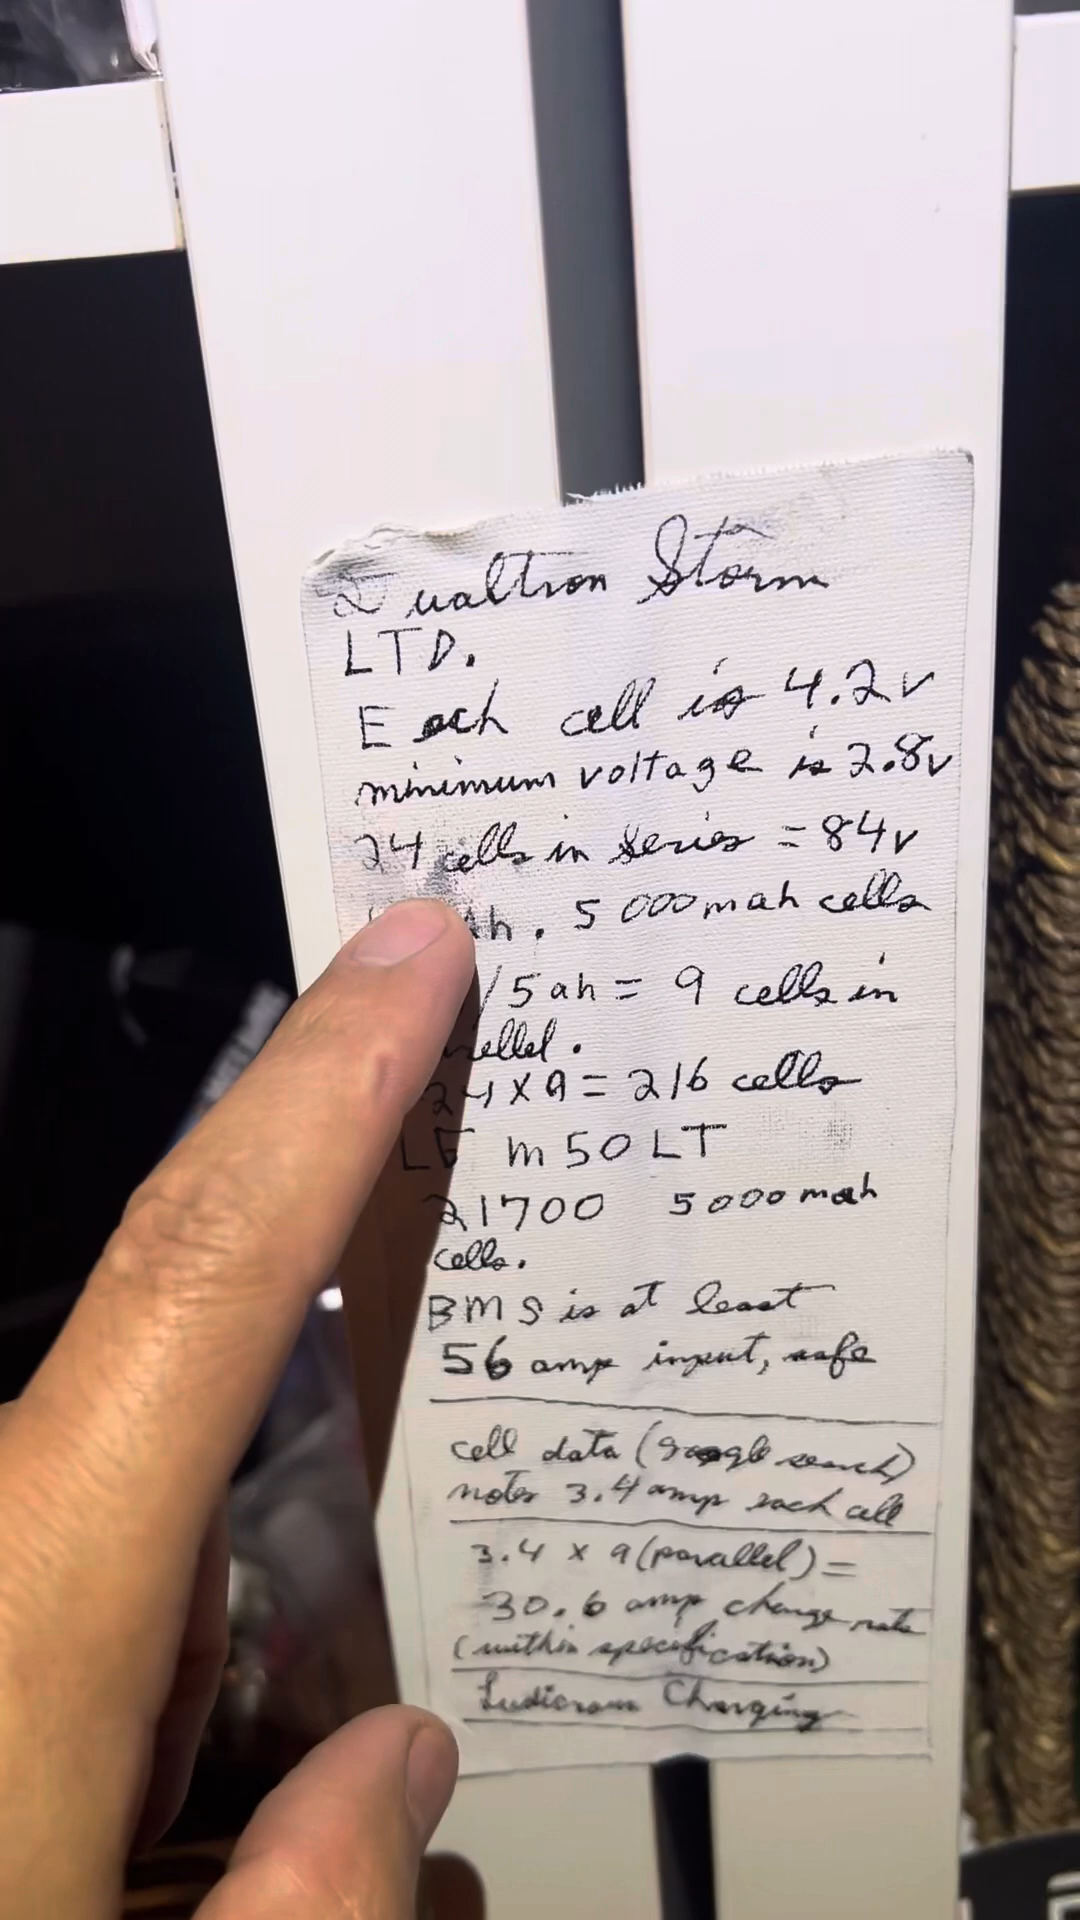 Dualtron Storm
LTD.
Each cell is 4.2v
minimum voltage is 2.8v
24 cells in series = 84v
Ah. 5000mah cells
/5ah = 9 cells in
24x9 = 216 cells
LG m50LT
21700 5000mah
cells.
BMS is at least
56 amp input, safe
cell data (google search)
notes 3.4 amp each cell
3.4 x 9 (parallel) =
30.6 amp charge rate
(within specification)
Ludicrous Charging